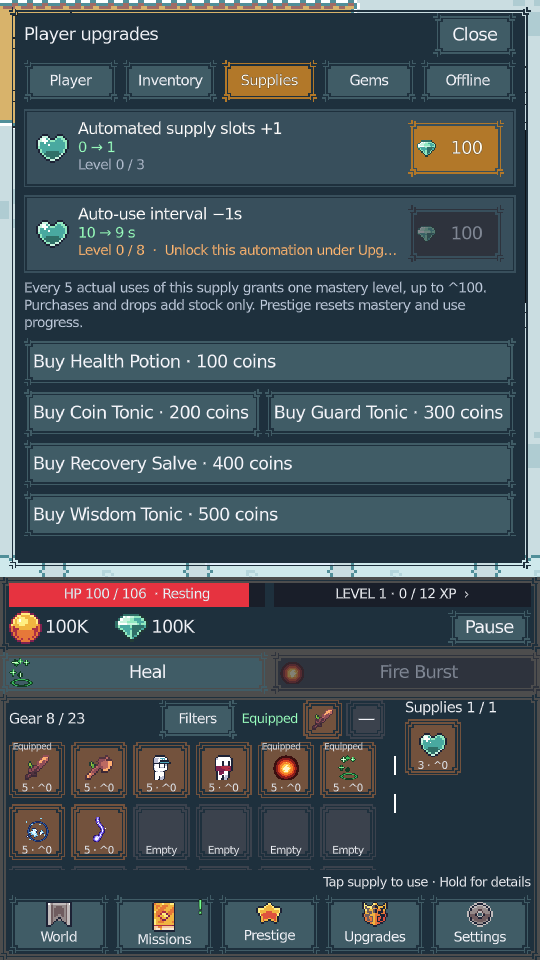 Player upgrades
Close
Player
Inventory
Supplies
Gems
Offline
Automated supply slots +1
0 → 1
Level 0 / 3
100
Auto-use interval −1s
10 → 9 s
Level 0 / 8 · Unlock this automation under Upg...
100
Every 5 actual uses of this supply grants one mastery level, up to ^100.
Purchases and drops add stock only. Prestige resets mastery and use
progress.
Buy Health Potion · 100 coins
Buy Coin Tonic · 200 coins
Buy Guard Tonic · 300 coins
Buy Recovery Salve · 400 coins
Buy Wisdom Tonic · 500 coins
HP 100 / 106 · Resting
LEVEL 1 · 0 / 12 XP ›
100K
100K
Pause
Heal
Fire Burst
Gear 8 / 23
Filters
Equipped
—
Supplies 1 / 1
Equipped
5 · ^0
5 · ^0
5 · ^0
5 · ^0
Equipped
5 · ^0
Equipped
5 · ^0
3 · ^0
5 · ^0
5 · ^0
Empty
Empty
Empty
Empty
Tap supply to use · Hold for details
World
Missions
!
Prestige
Upgrades
Settings